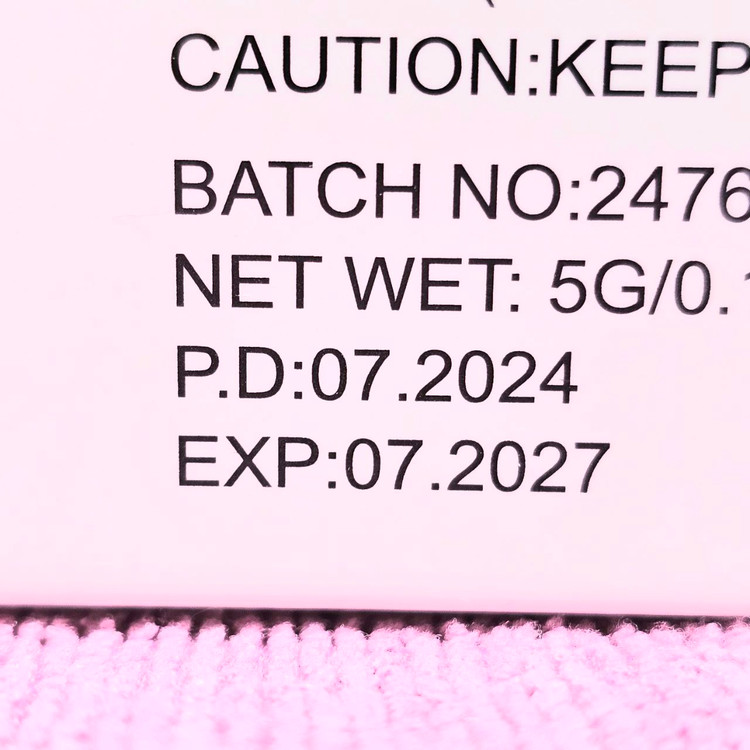 CAUTION:KEEP
BATCH NO:2476
NET WET: 5G/0.
P.D:07.2024
EXP:07.2027